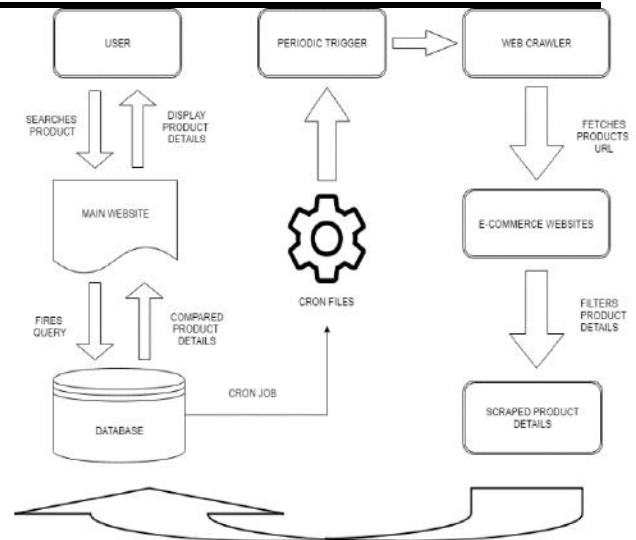 USER
PERIODIC TRIGGER
WEB CRAWLER
SEARCHES
PRODUCT
DISPLAY
PRODUCT
DETAILS
FETCHES
PRODUCTS
URL
MAIN WEBSITE
E-COMMERCE WEBSITES
CRON FILES
FIRES
QUERY
COMPARED
PRODUCT
DETAILS
FILTERS
PRODUCT
DETAILS
CRON JOB
DATABASE
SCRAPED PRODUCT
DETAILS